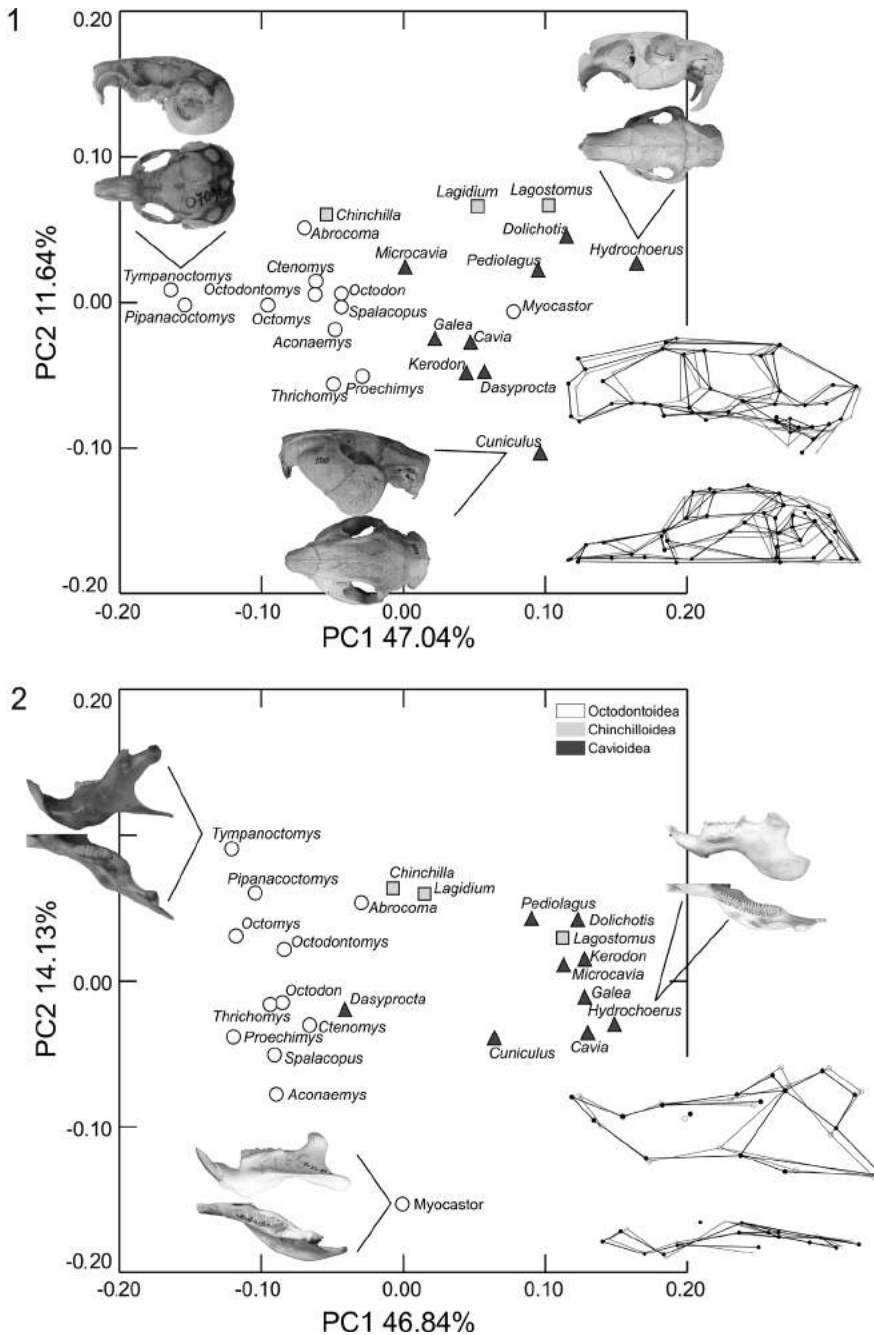 1
0.20
0.10
0.00
-0.10
-0.20
-0.20
-0.10
0.00
0.10
0.20
PC2 11.64%
PC1 47.04%
Lagidium
Lagostomus
Chinchilla
Abrocoma
Dolichotis
Microcavia
Hydrochoerus
Pediolagus
Tympanoctomys
Ctenomys
Octodontomys
Octodon
Pipanacoctomys
Octomys
Spalacopus
Myocastor
Aconaemys
Galea
Cavia
Kerodon
Thrichomys
Proechimys
Dasyprocta
Cuniculus
2
0.20
0.10
0.00
-0.10
-0.20
-0.20
-0.10
0.00
0.10
0.20
PC2 14.13%
PC1 46.84%
Octodontoidea
Chinchilloidea
Cavioidea
Tympanoctomys
Pipanacoctomys
Chinchilla
Lagidium
Abrocoma
Pediolagus
Dolichotis
Octomys
Lagostomus
Octodontomys
Kerodon
Microcavia
Octodon
Dasyprocta
Galea
Thrichomys
Hydrochoerus
Ctenomys
Proechimys
Cuniculus
Cavia
Spalacopus
Aconaemys
Myocastor